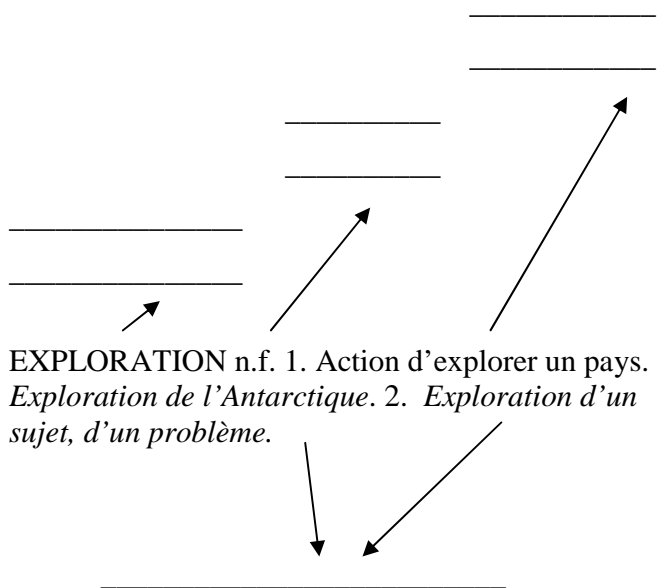 EXPLORATION n.f. 1. Action d’explorer un pays.
Exploration de l’Antarctique. 2.  Exploration d’un
sujet, d’un problème.